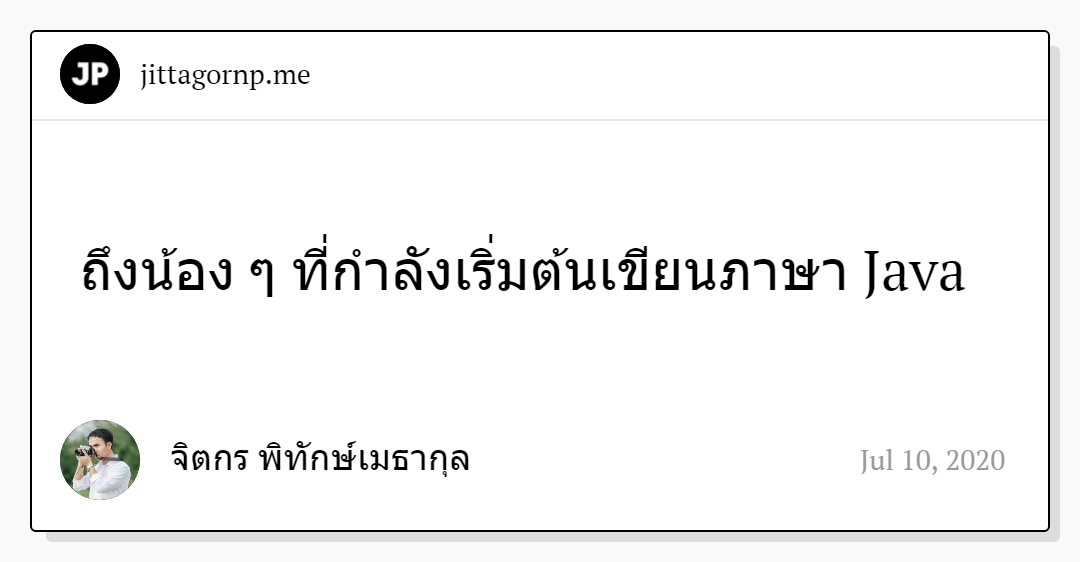 JP jittagornp.me
ถึงน้อง ๆ ที่กำลังเริ่มต้นเขียนภาษา Java
จิตกร พิทักษ์เมธากุล Jul 10, 2020